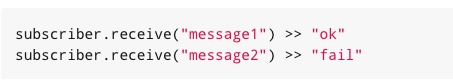 subscriber.receive("message1") >> "ok"
subscriber.receive("message2") >> "fail"